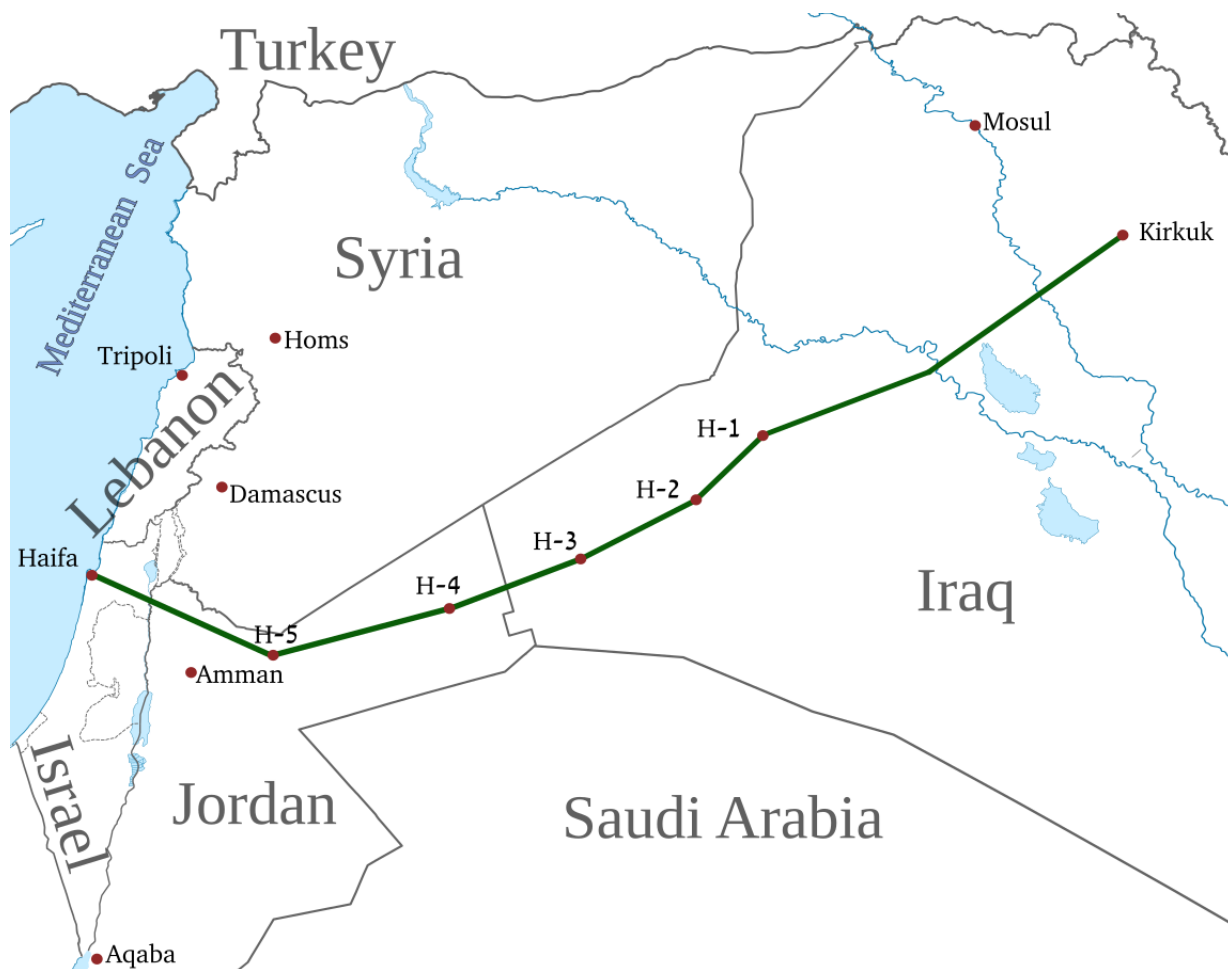 Turkey
Mosul
Mediterranean Sea
Kirkuk
Syria
Homs
Tripoli
Lebanon
H-1
H-2
Damascus
H-3
Haifa
H-4
Iraq
H-5
Amman
Israel
Jordan
Saudi Arabia
Aqaba